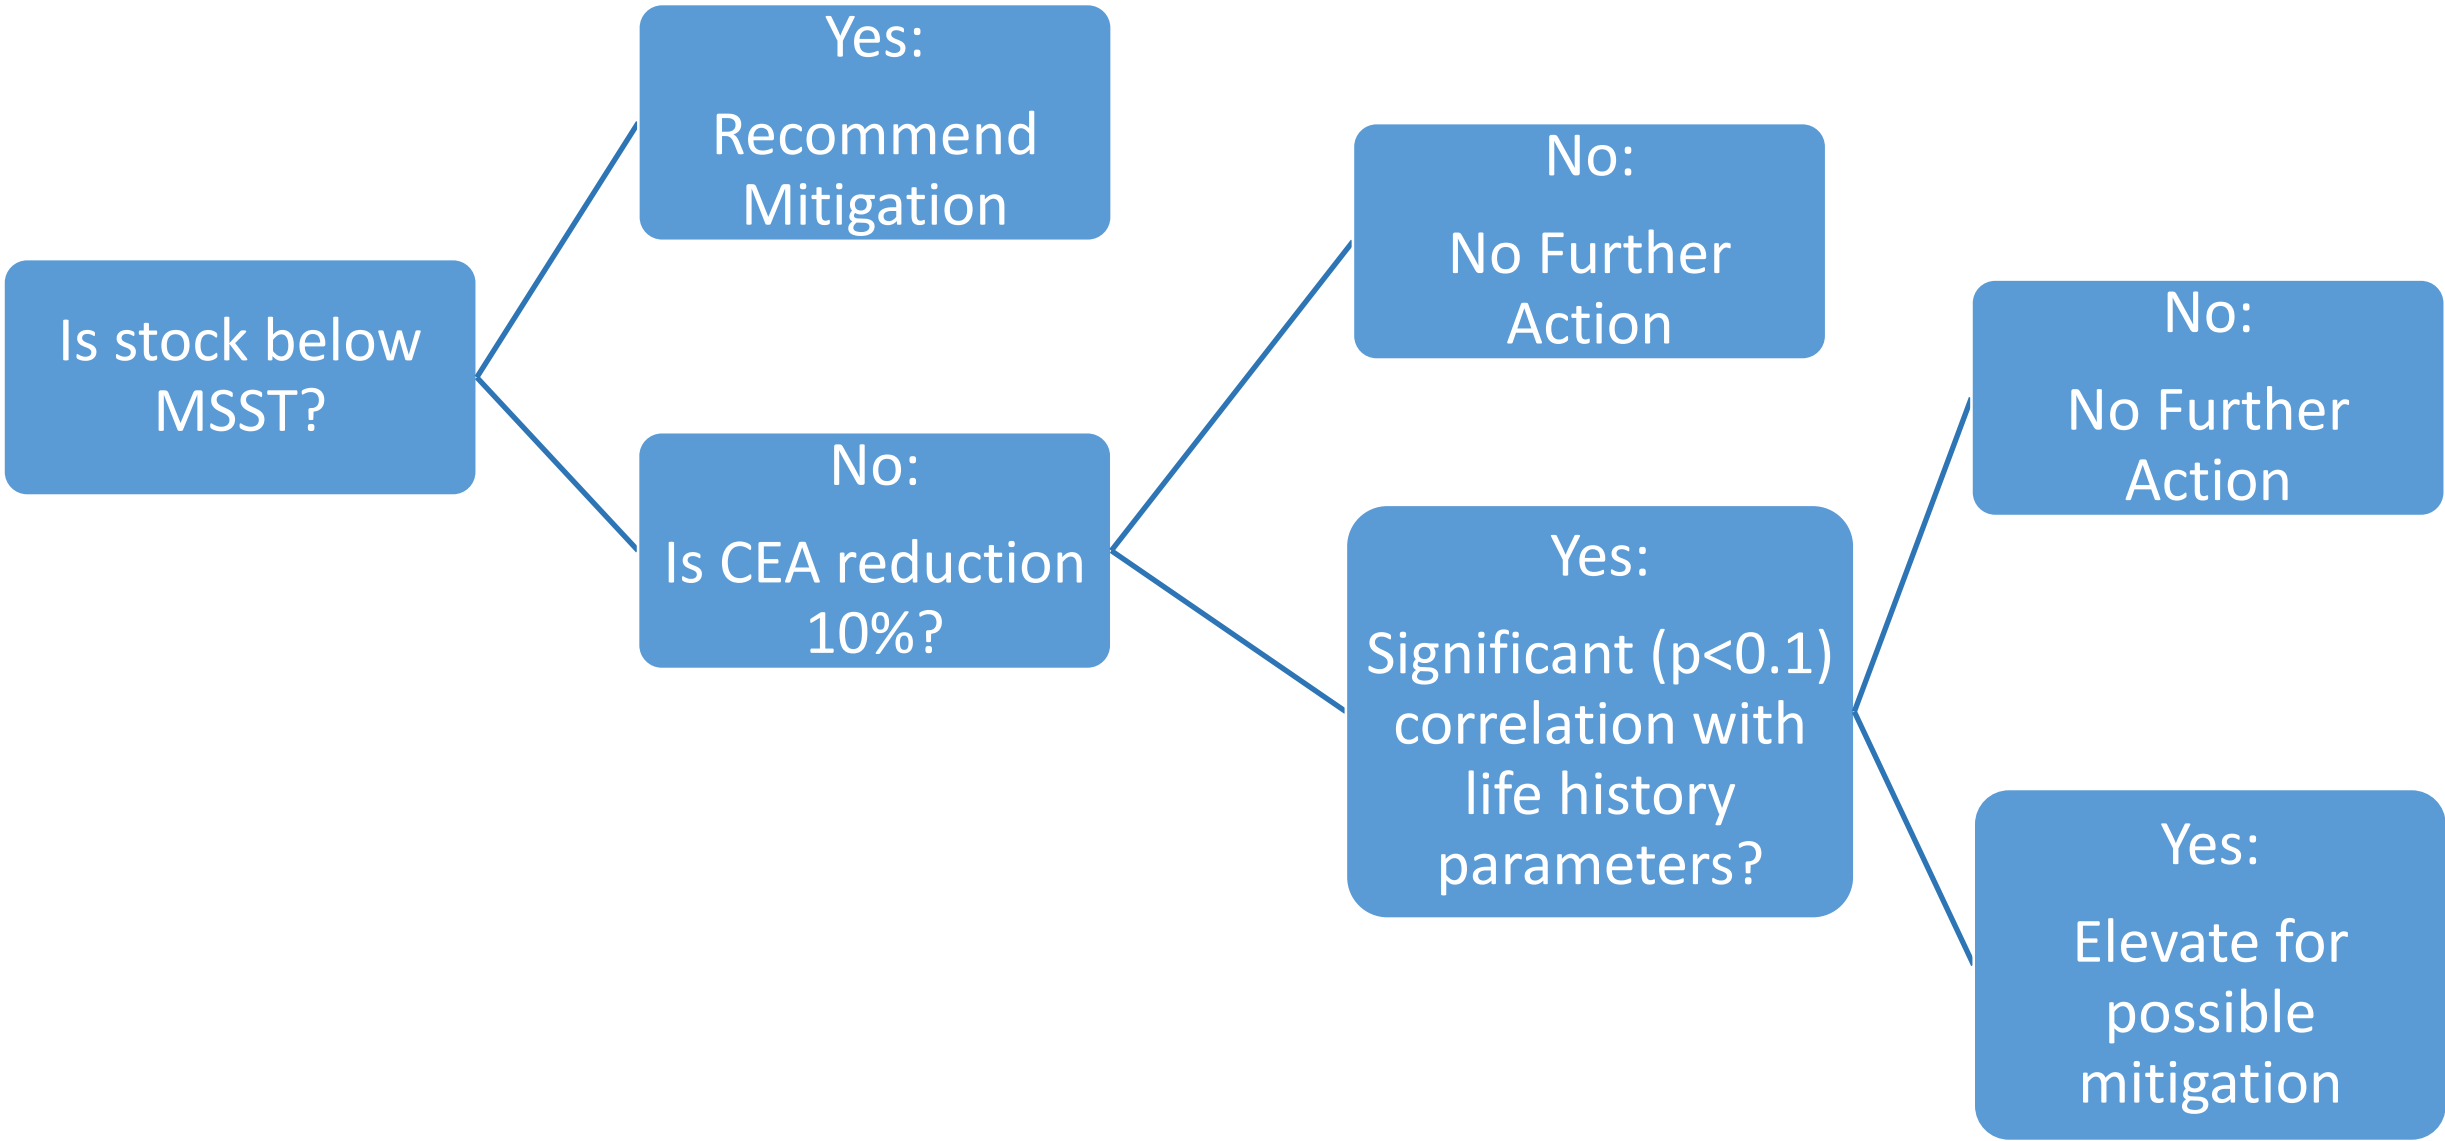 Is stock below
MSST?
Yes:
Recommend
Mitigation
No:
Is CEA reduction
10%?
No:
No Further
Action
Yes:
Significant (p<0.1)
correlation with
life history
parameters?
No:
No Further
Action
Yes:
Elevate for
possible
mitigation